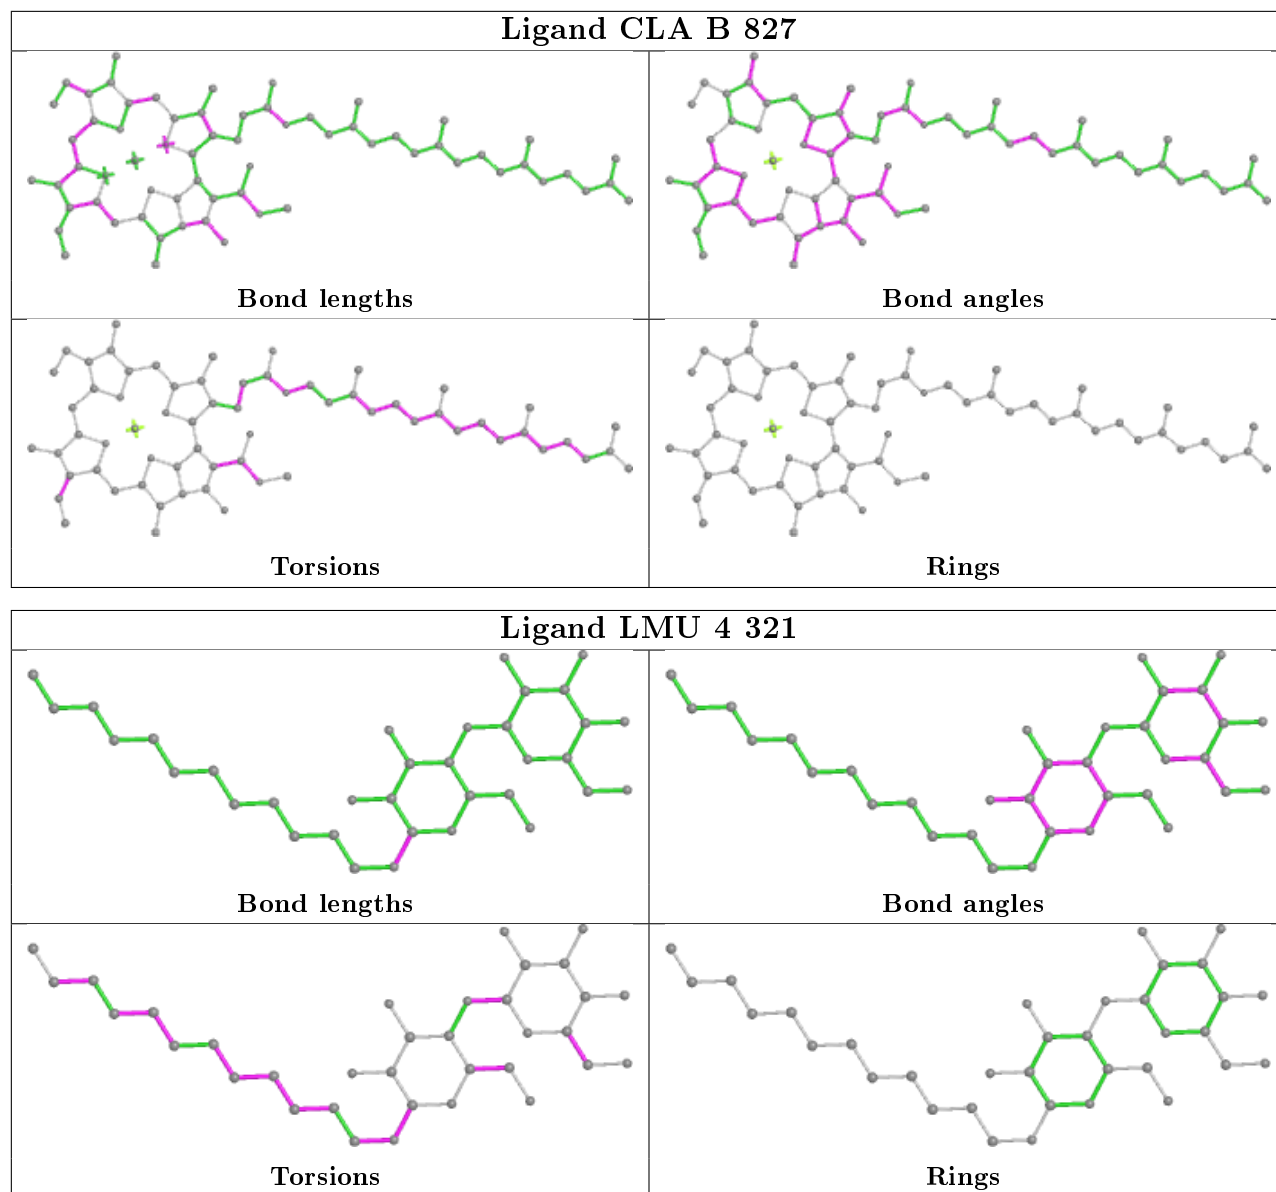 Ligand CLA B 827
Bond lengths
Bond angles
Torsions
Rings
Ligand LMU 4 321
Bond lengths
Bond angles
Torsions
Rings